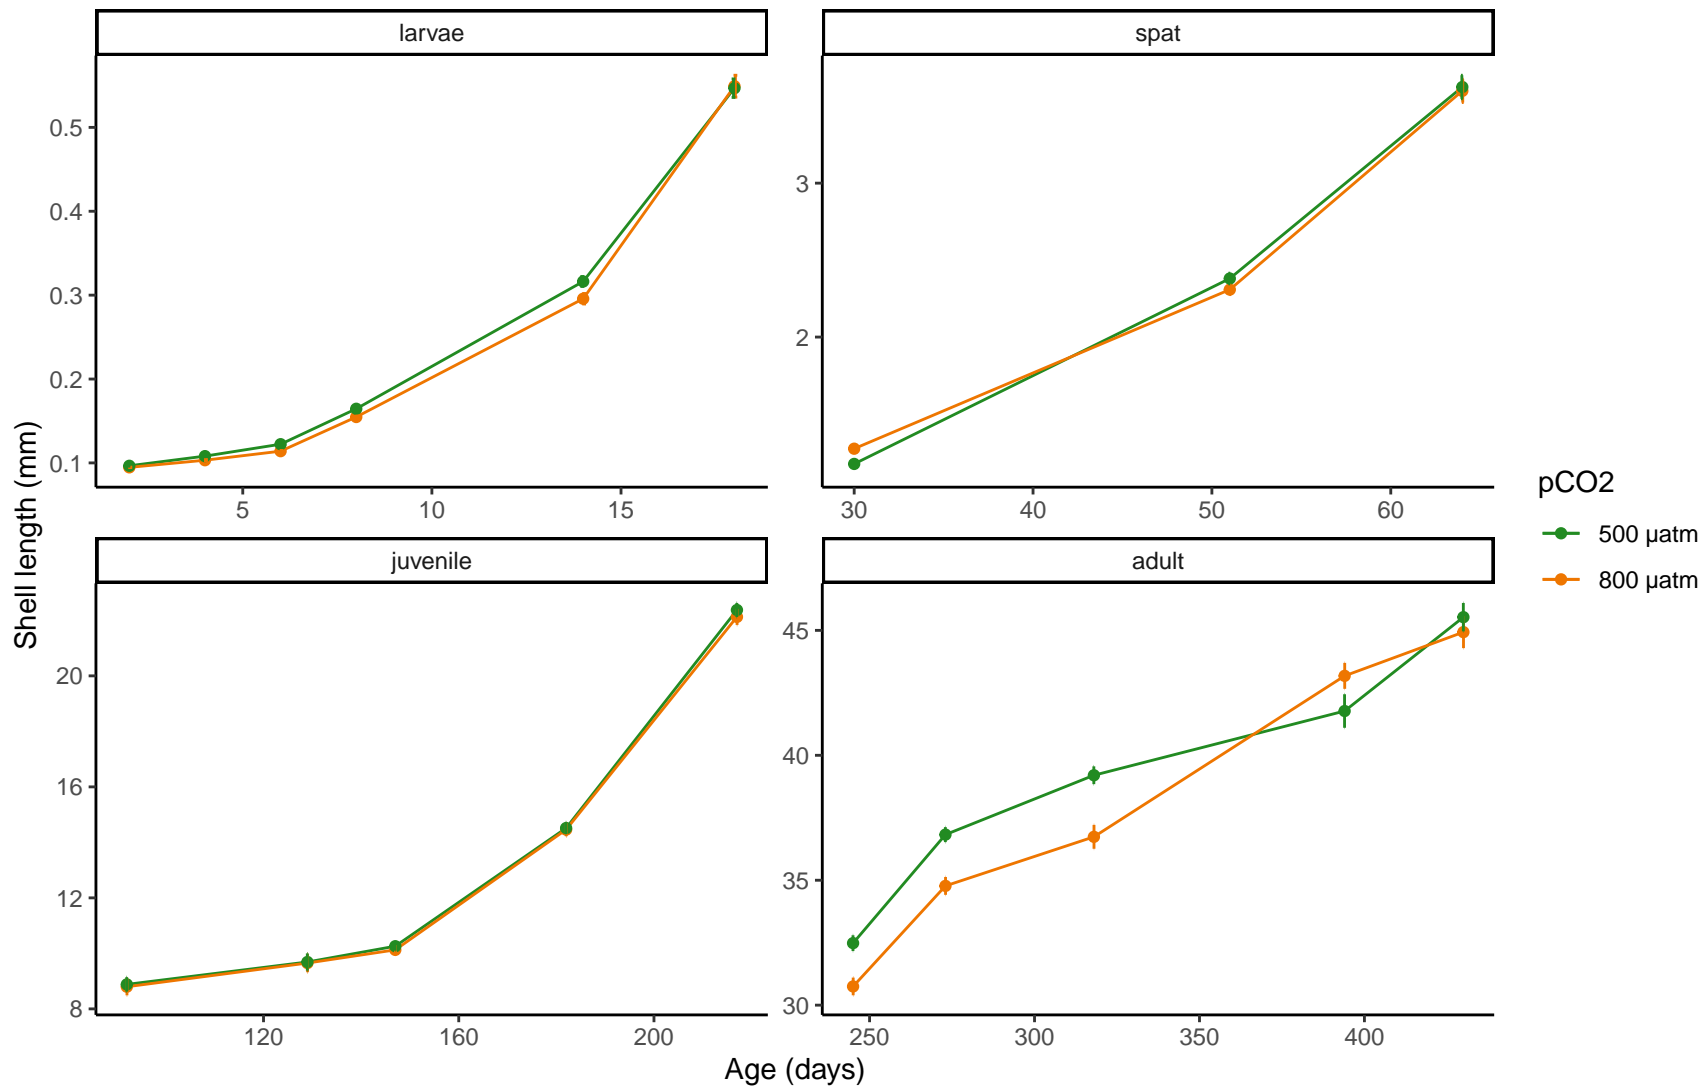 larvae
spat
0.5
0.4
0.3
0.2
0.1
3
2
5 10 15
30 40 50 60
juvenile
adult
20
16
12
8
45
40
35
30
120 160 200
250 300 350 400
Shell length (mm)
Age (days)
pCO2
500 µatm
800 µatm